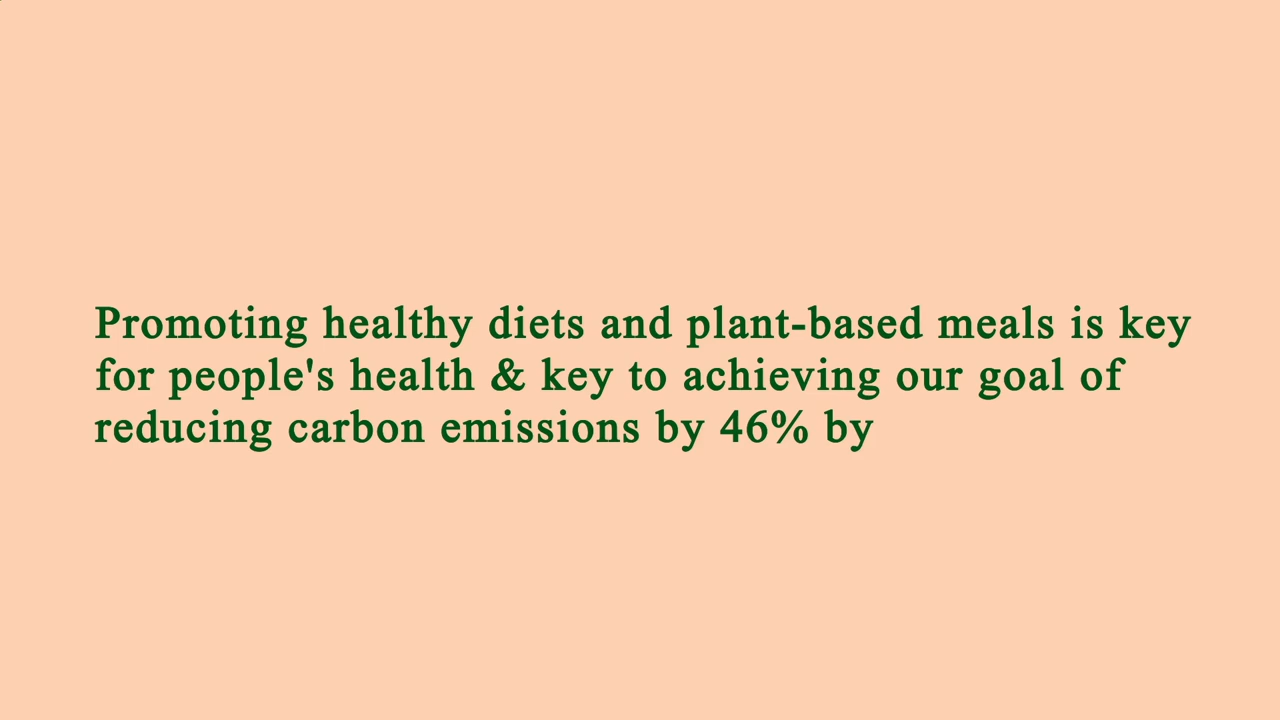 Promoting healthy diets and plant-based meals is key
for people's health & key to achieving our goal of
reducing carbon emissions by 46% by